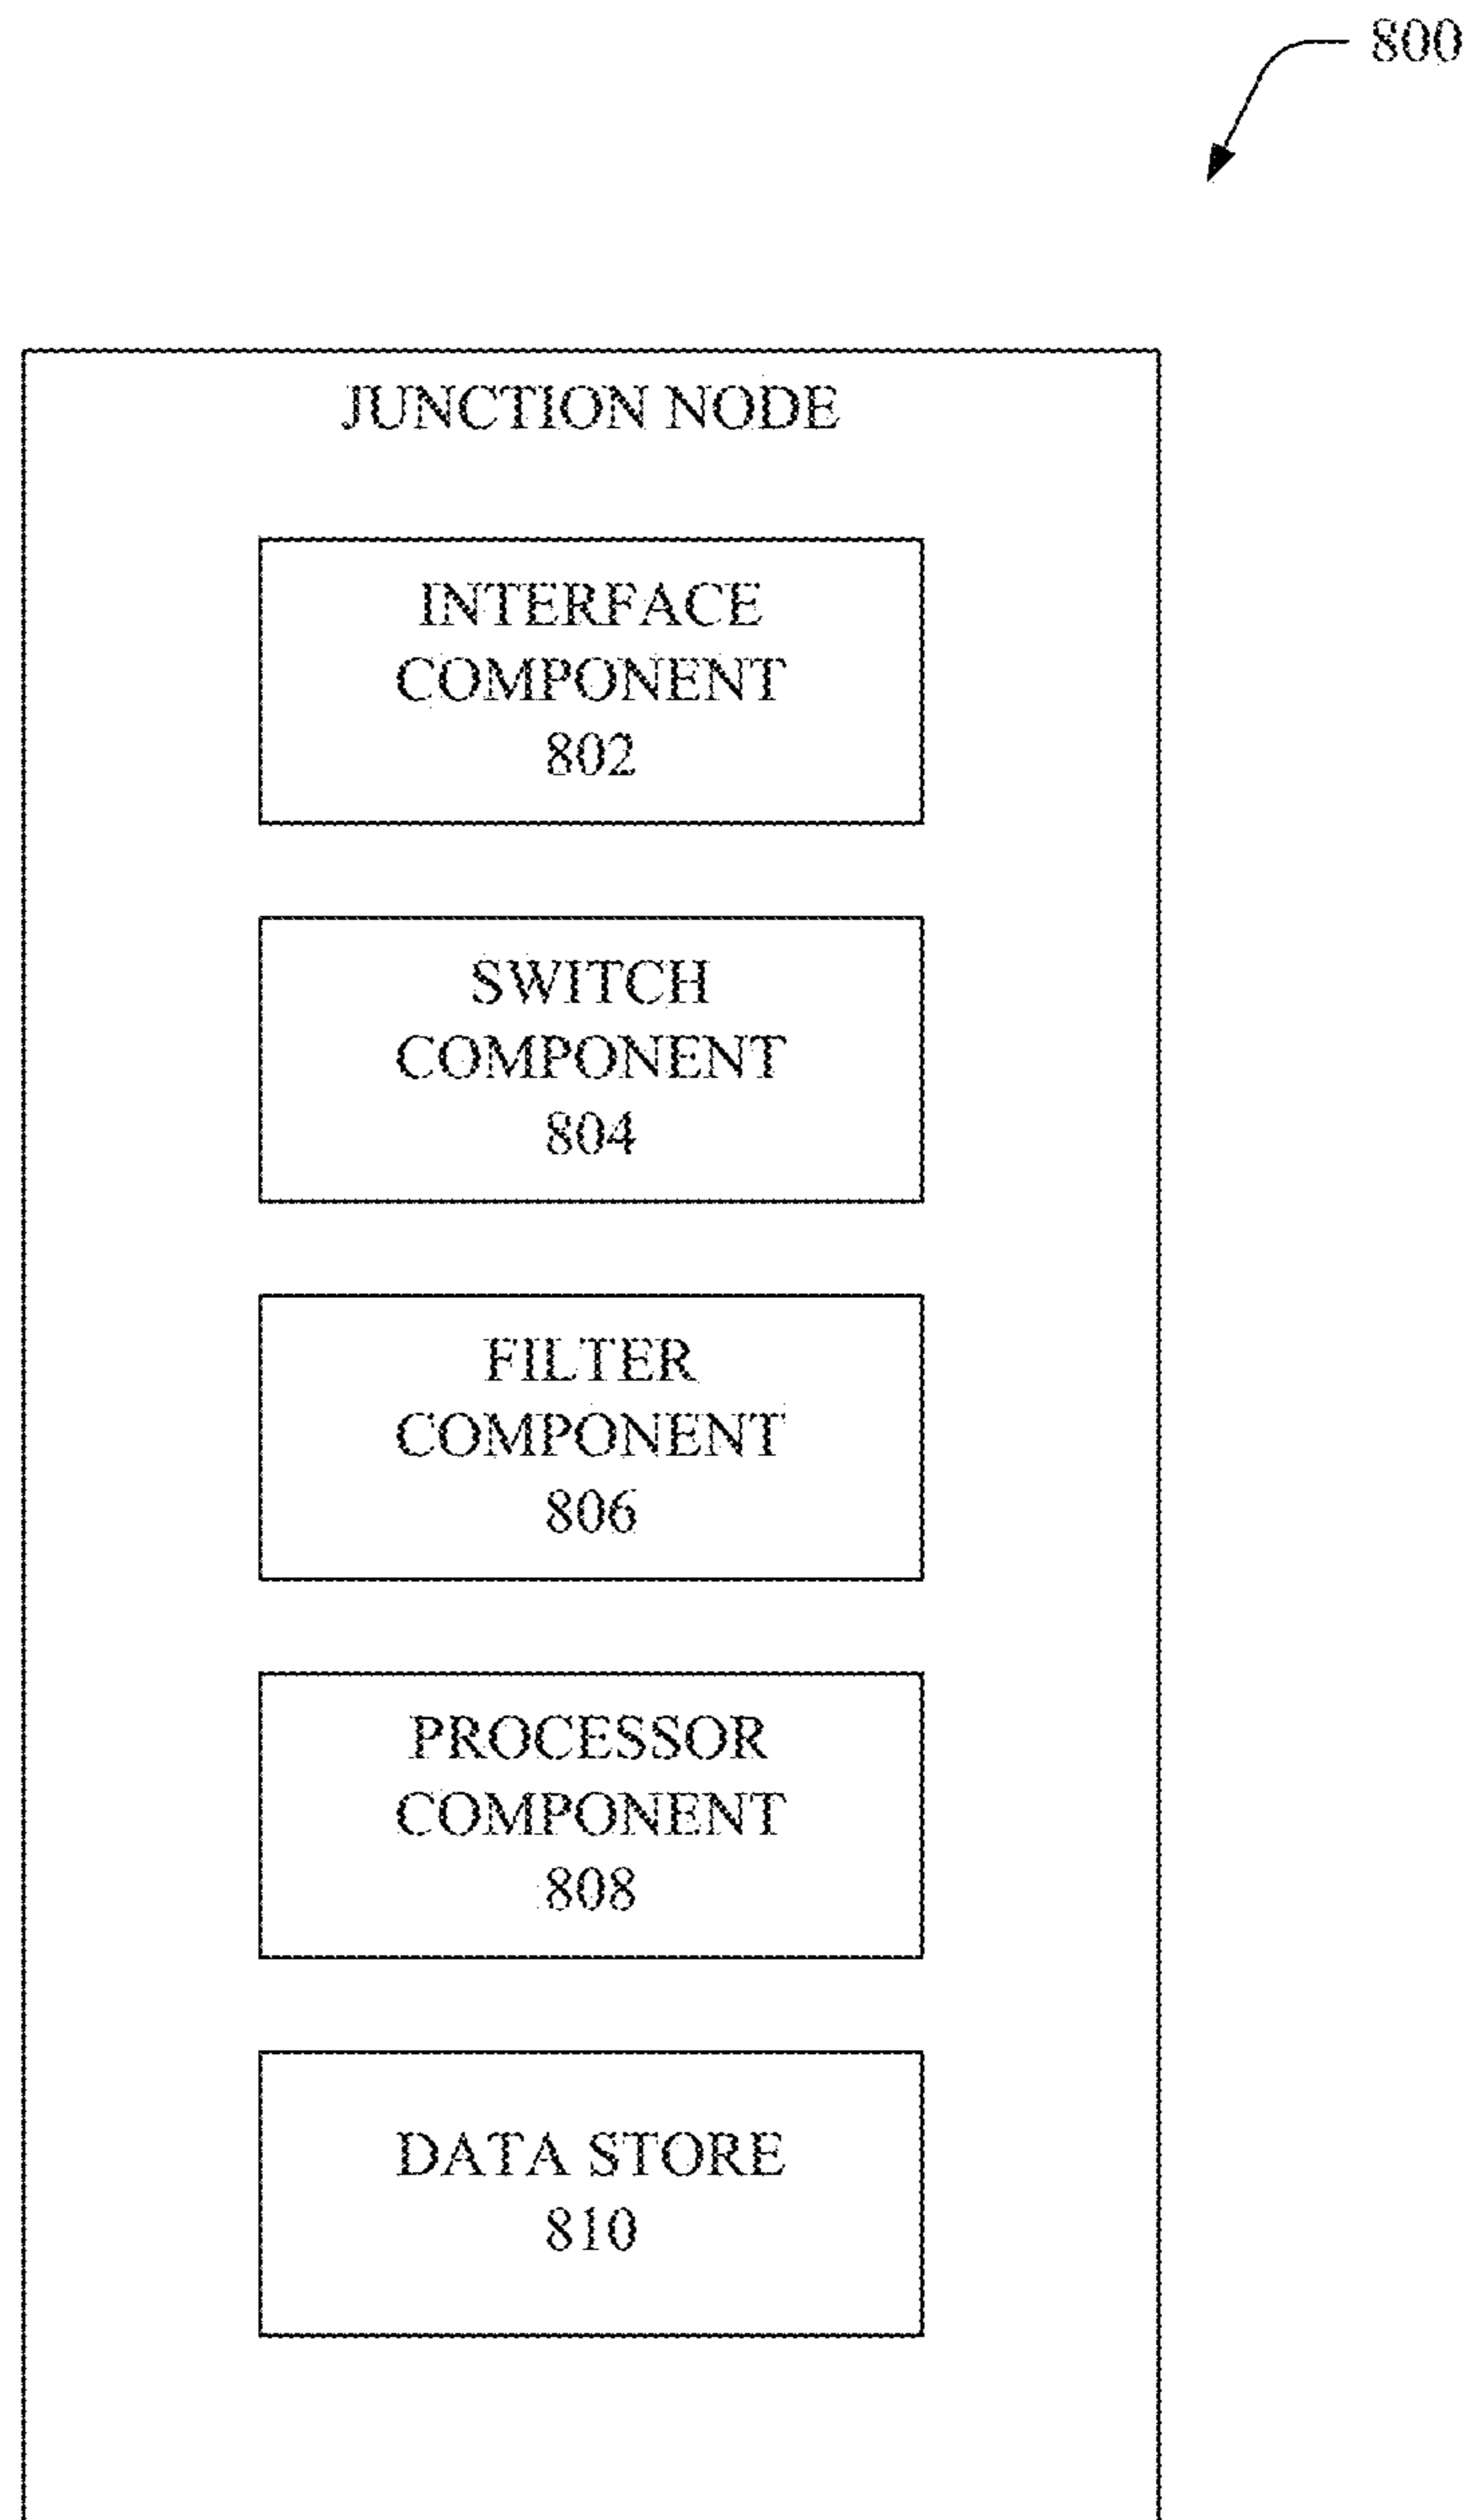 800
JUNCTION NODE
INTERFACE
COMPONENT
802
SWITCH
COMPONENT
804
FILTER
COMPONENT
806
PROCESSOR
COMPONENT
808
DATA STORE
810